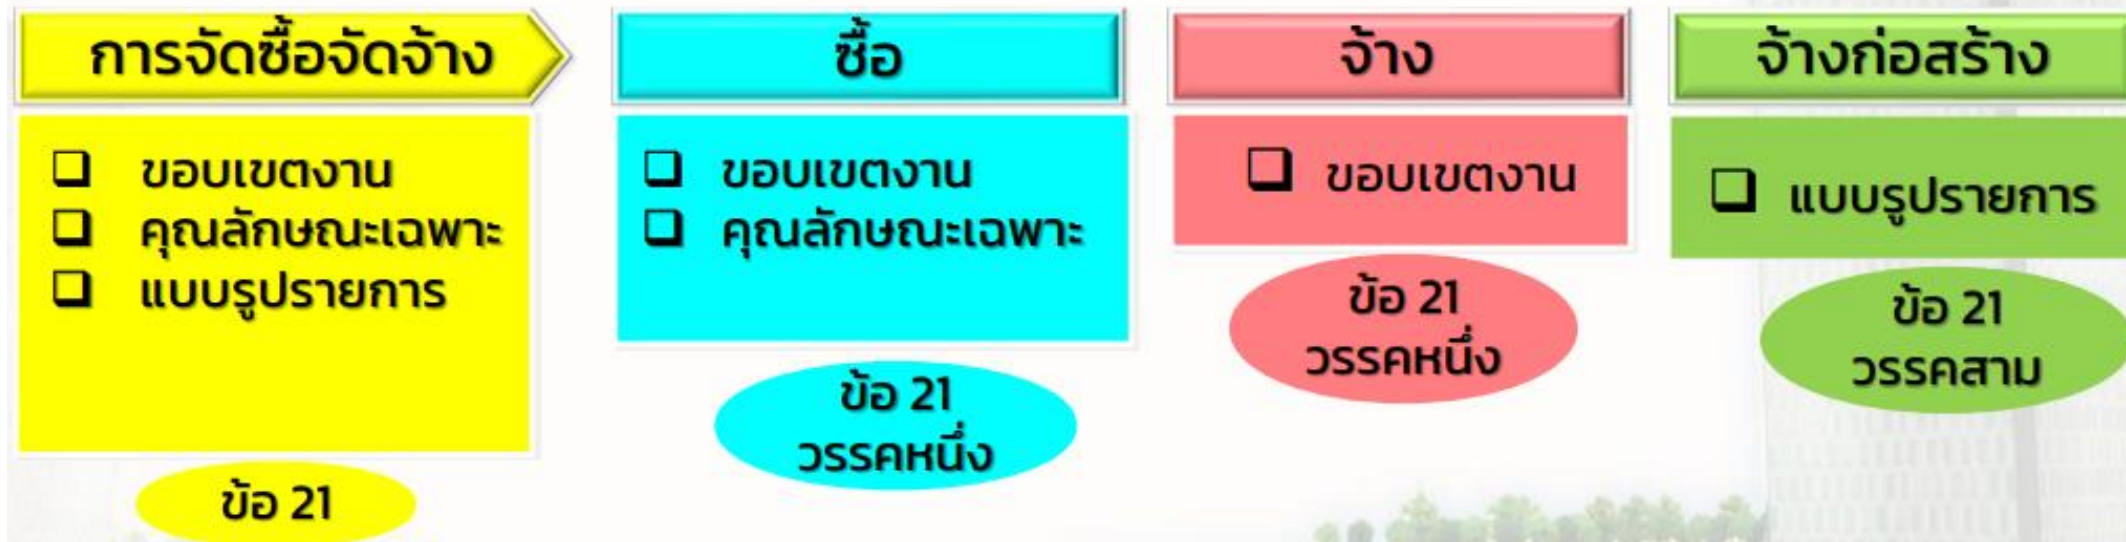 การจัดซื้อจัดจ้าง
ขอบเขตงาน
คุณลักษณะเฉพาะ
แบบรูปรายการ
ข้อ 21
ซื้อ
ขอบเขตงาน
คุณลักษณะเฉพาะ
ข้อ 21
วรรคหนึ่ง
จ้าง
ขอบเขตงาน
ข้อ 21
วรรคหนึ่ง
จ้างก่อสร้าง
แบบรูปรายการ
ข้อ 21
วรรคสาม